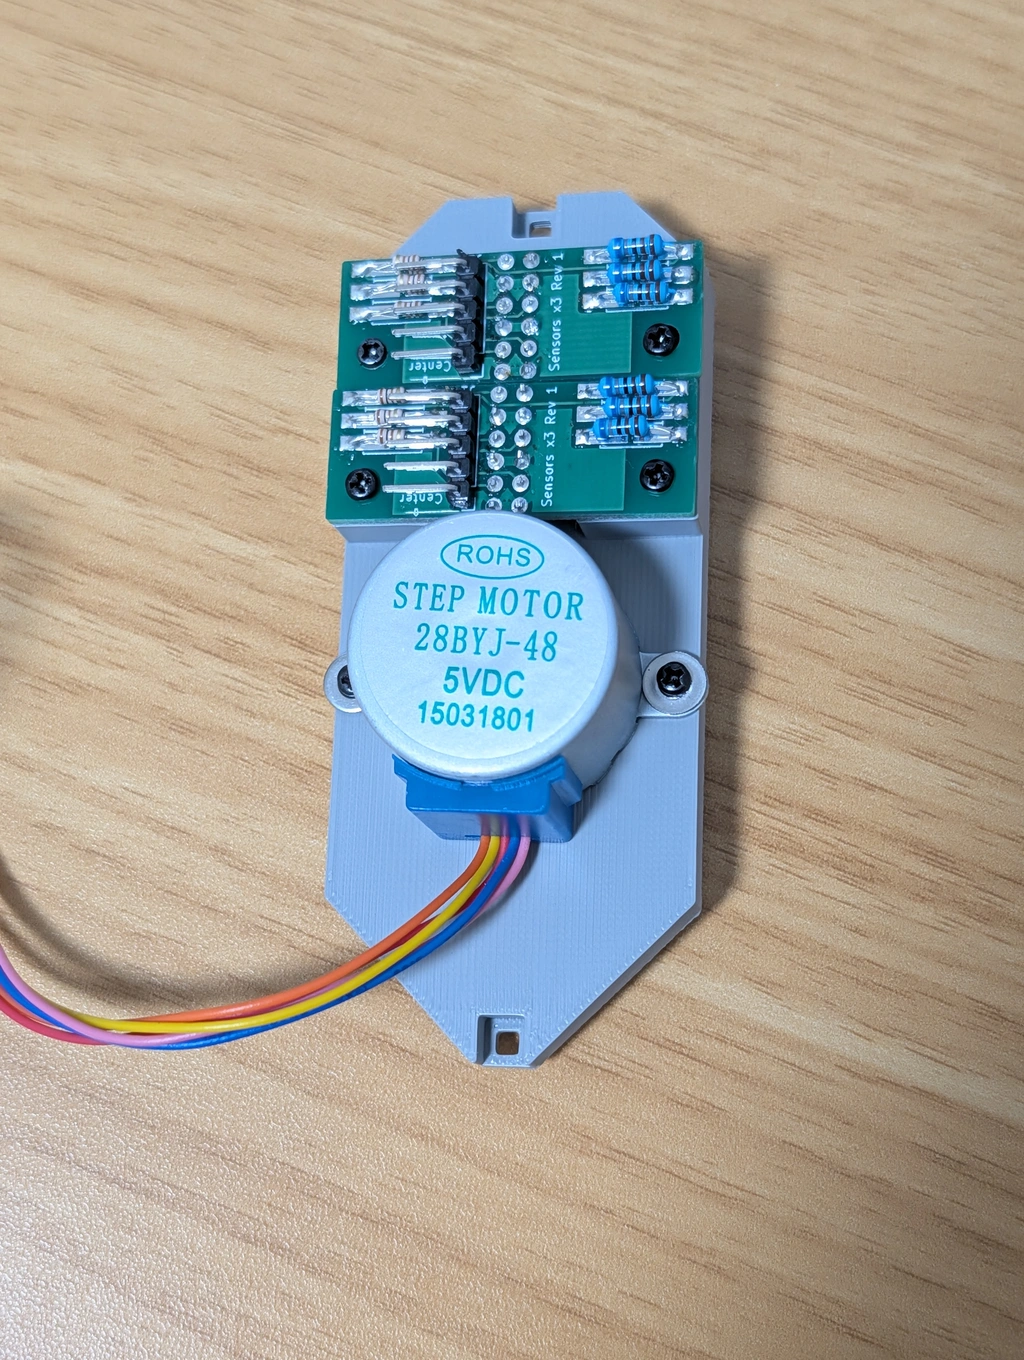 Sensors x3 Rev 1
Center
Sensors x3 Rev 1
Center
ROHS
STEP MOTOR
28BYJ-48
5VDC
15031801